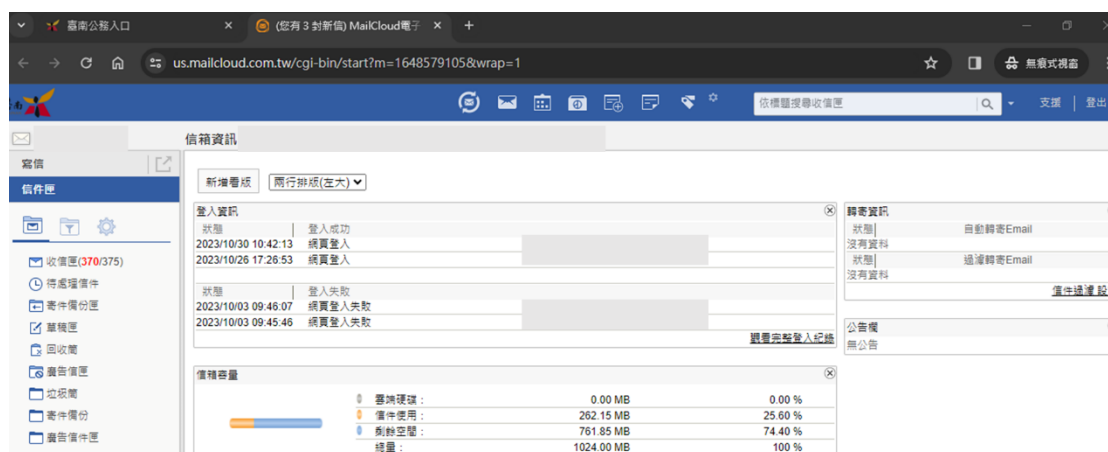 臺南公務入口
(您有 3 封新信) MailCloud電子
us.mailcloud.com.tw/cgi-bin/start?m=1648579105&wrap=1
無痕式視窗
依標題搜尋收信匣
支援 | 登出
信箱資訊
寫信
信件匣
新增看版 兩行排版(左大)
登入資訊
狀態 登入成功
2023/10/30 10:42:13 網頁登入
2023/10/26 17:26:53 網頁登入
狀態 登入失敗
2023/10/03 09:46:07 網頁登入失敗
2023/10/03 09:45:46 網頁登入失敗
觀看完整登入紀錄
轉寄資訊
狀態 自動轉寄Email
沒有資料
狀態 過濾轉寄Email
沒有資料
信件過濾 設
公告欄
無公告
收信匣(370/375)
待處理信件
寄件備份匣
草稿匣
回收筒
廣告信匣
垃圾筒
寄件備份
廣告信件匣
信箱容量
雲端硬碟： 0.00 MB 0.00 %
信件使用： 262.15 MB 25.60 %
剩餘空間： 761.85 MB 74.40 %
總量： 1024.00 MB 100 %